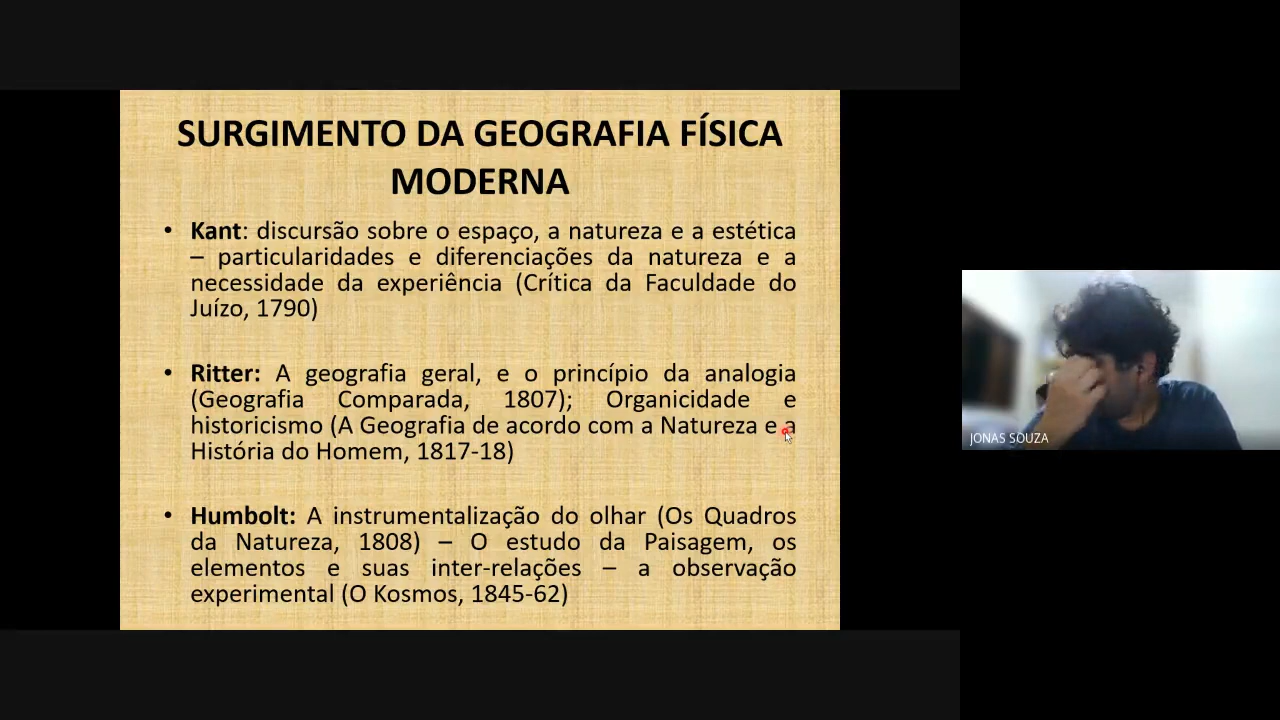 SURGIMENTO DA GEOGRAFIA FÍSICA
MODERNA
• Kant: discursão sobre o espaço, a natureza e a estética
– particularidades e diferenciações da natureza e a
necessidade da experiência (Crítica da Faculdade do
Juízo, 1790)
• Ritter: A geografia geral, e o princípio da analogia
(Geografia Comparada, 1807); Organicidade e
historicismo (A Geografia de acordo com a Natureza e a
História do Homem, 1817-18)
• Humbolt: A instrumentalização do olhar (Os Quadros
da Natureza, 1808) – O estudo da Paisagem, os
elementos e suas inter-relações – a observação
experimental (O Kosmos, 1845-62)
JONAS SOUZA